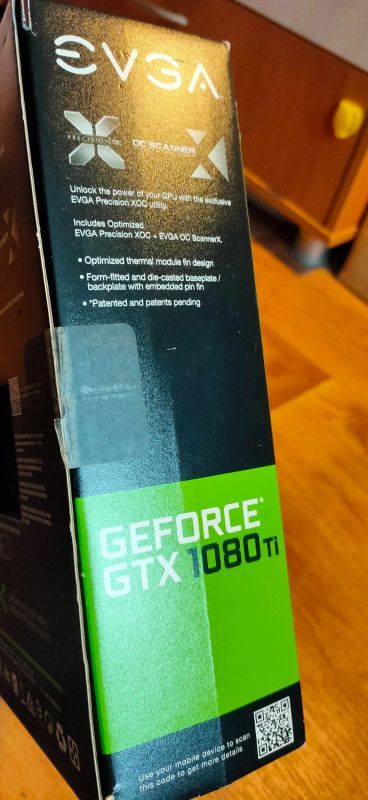 EVGA
PRECISION XOC
OC SCANNER X
Unlock the power of your GPU with the exclusive
EVGA Precision XOC utility.
Includes Optimized
EVGA Precision XOC + EVGA OC ScannerX.
• Optimized thermal module fin design
• Form-fitted and die-casted baseplate /
backplate with embedded pin fin
• *Patented and patents pending
GEFORCE®
GTX 1080 Ti
Use your mobile device to scan
this code to get more details